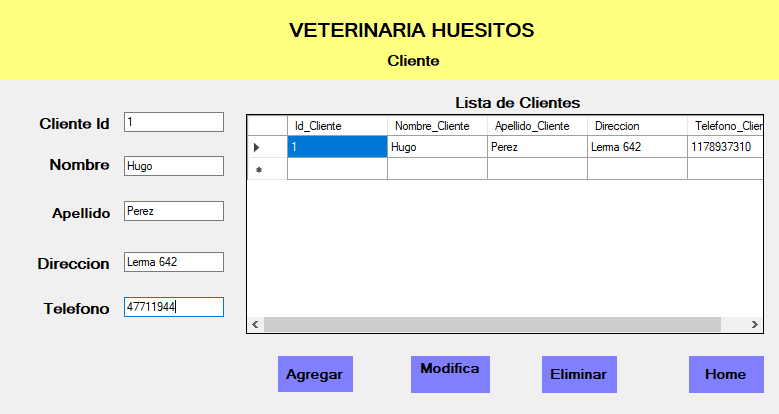 VETERINARIA HUESITOS
Cliente
Lista de Clientes
Cliente Id 1
Nombre Hugo
Apellido Perez
Direccion Lerma 642
Telefono 47711944
Id_Cliente Nombre_Cliente Apellido_Cliente Direccion Telefono_Clien
1 Hugo Perez Lerma 642 1178937310
Agregar Modifica Eliminar Home